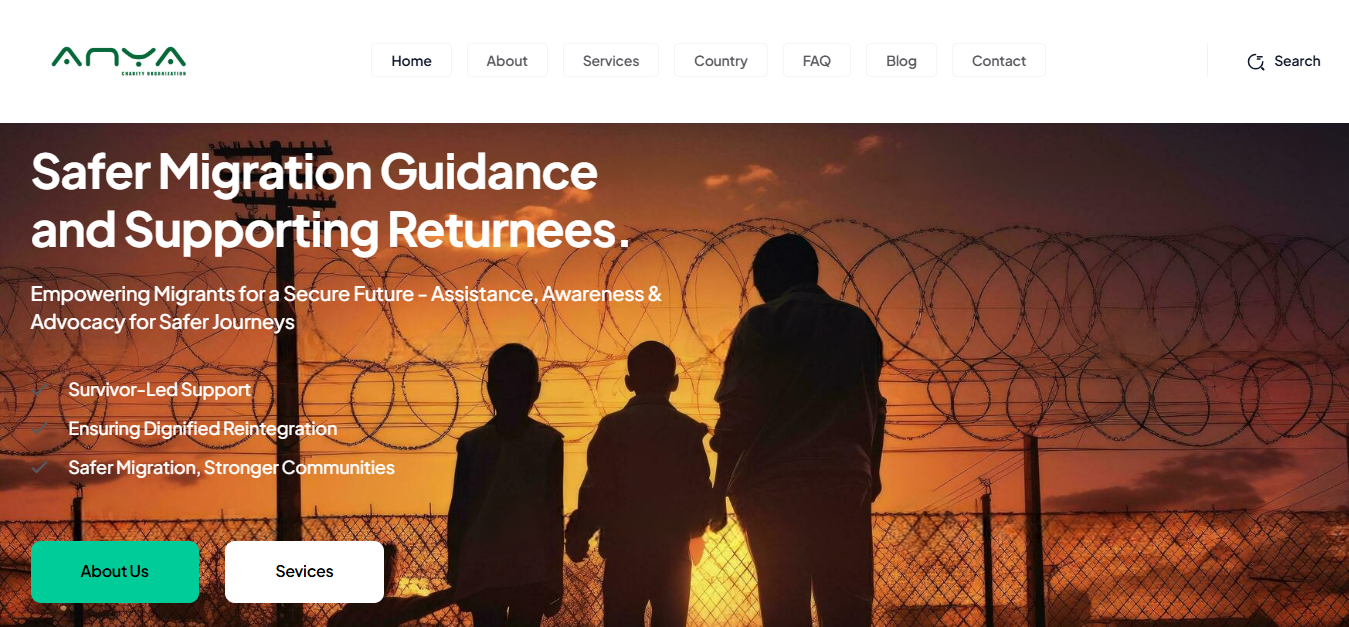 ANYA
CHARITY ORGANIZATION
Home
About
Services
Country
FAQ
Blog
Contact
Search
Safer Migration Guidance
and Supporting Returnees.
Empowering Migrants for a Secure Future – Assistance, Awareness &
Advocacy for Safer Journeys
Survivor-Led Support
Ensuring Dignified Reintegration
Safer Migration, Stronger Communities
About Us
Sevices